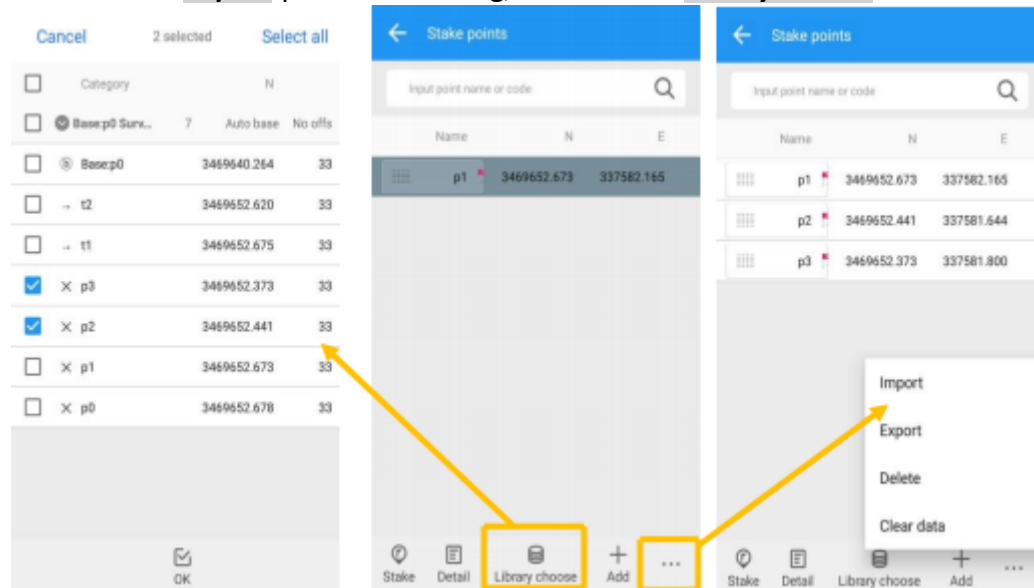 Cancel 2 selected Select all
Category N
Base:p0 Surv... 7 Auto base No offs
Base:p0 3469640.264 33
t2 3469652.620 33
t1 3469652.675 33
p3 3469652.373 33
p2 3469652.441 33
p1 3469652.673 33
p0 3469652.678 33
OK
Stake points
Input point name or code
Name N E
p1 3469652.673 337582.165
Stake Detail Library choose Add ...
Stake points
Input point name or code
Name N E
p1 3469652.673 337582.165
p2 3469652.441 337581.644
p3 3469652.373 337581.800
Import
Export
Delete
Clear data
Stake Detail Library choose Add ...